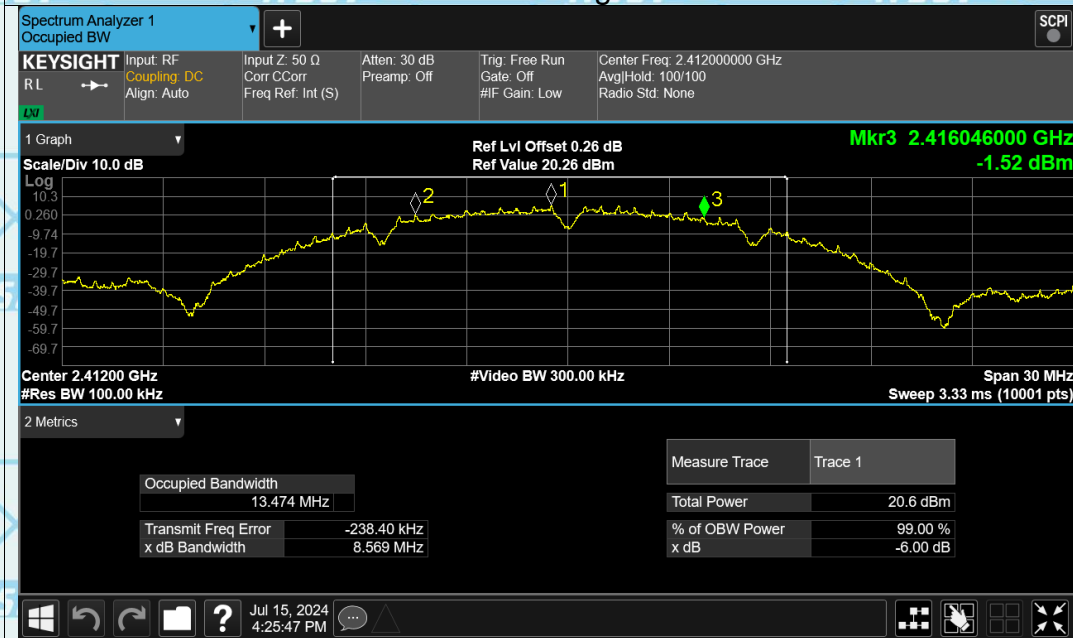 Spectrum Analyzer 1
Occupied BW
+
SCPI
KEYSIGHT
R L
LXI
Input: RF
Coupling: DC
Align: Auto
Input Z: 50 Ω
Corr CCorr
Freq Ref: Int (S)
Atten: 30 dB
Preamp: Off
Trig: Free Run
Gate: Off
#IF Gain: Low
Center Freq: 2.412000000 GHz
Avg|Hold: 100/100
Radio Std: None
1 Graph
Scale/Div 10.0 dB
Ref Lvl Offset 0.26 dB
Ref Value 20.26 dBm
Mkr3 2.416046000 GHz
-1.52 dBm
Log
10.3
0.260
-9.74
-19.7
-29.7
-39.7
-49.7
-59.7
-69.7
2
1
3
Center 2.41200 GHz
#Video BW 300.00 kHz
Span 30 MHz
#Res BW 100.00 kHz
Sweep 3.33 ms (10001 pts)
2 Metrics
Occupied Bandwidth
13.474 MHz
Transmit Freq Error -238.40 kHz
x dB Bandwidth 8.569 MHz
Measure Trace Trace 1
Total Power 20.6 dBm
% of OBW Power 99.00 %
x dB -6.00 dB
?
Jul 15, 2024
4:25:47 PM